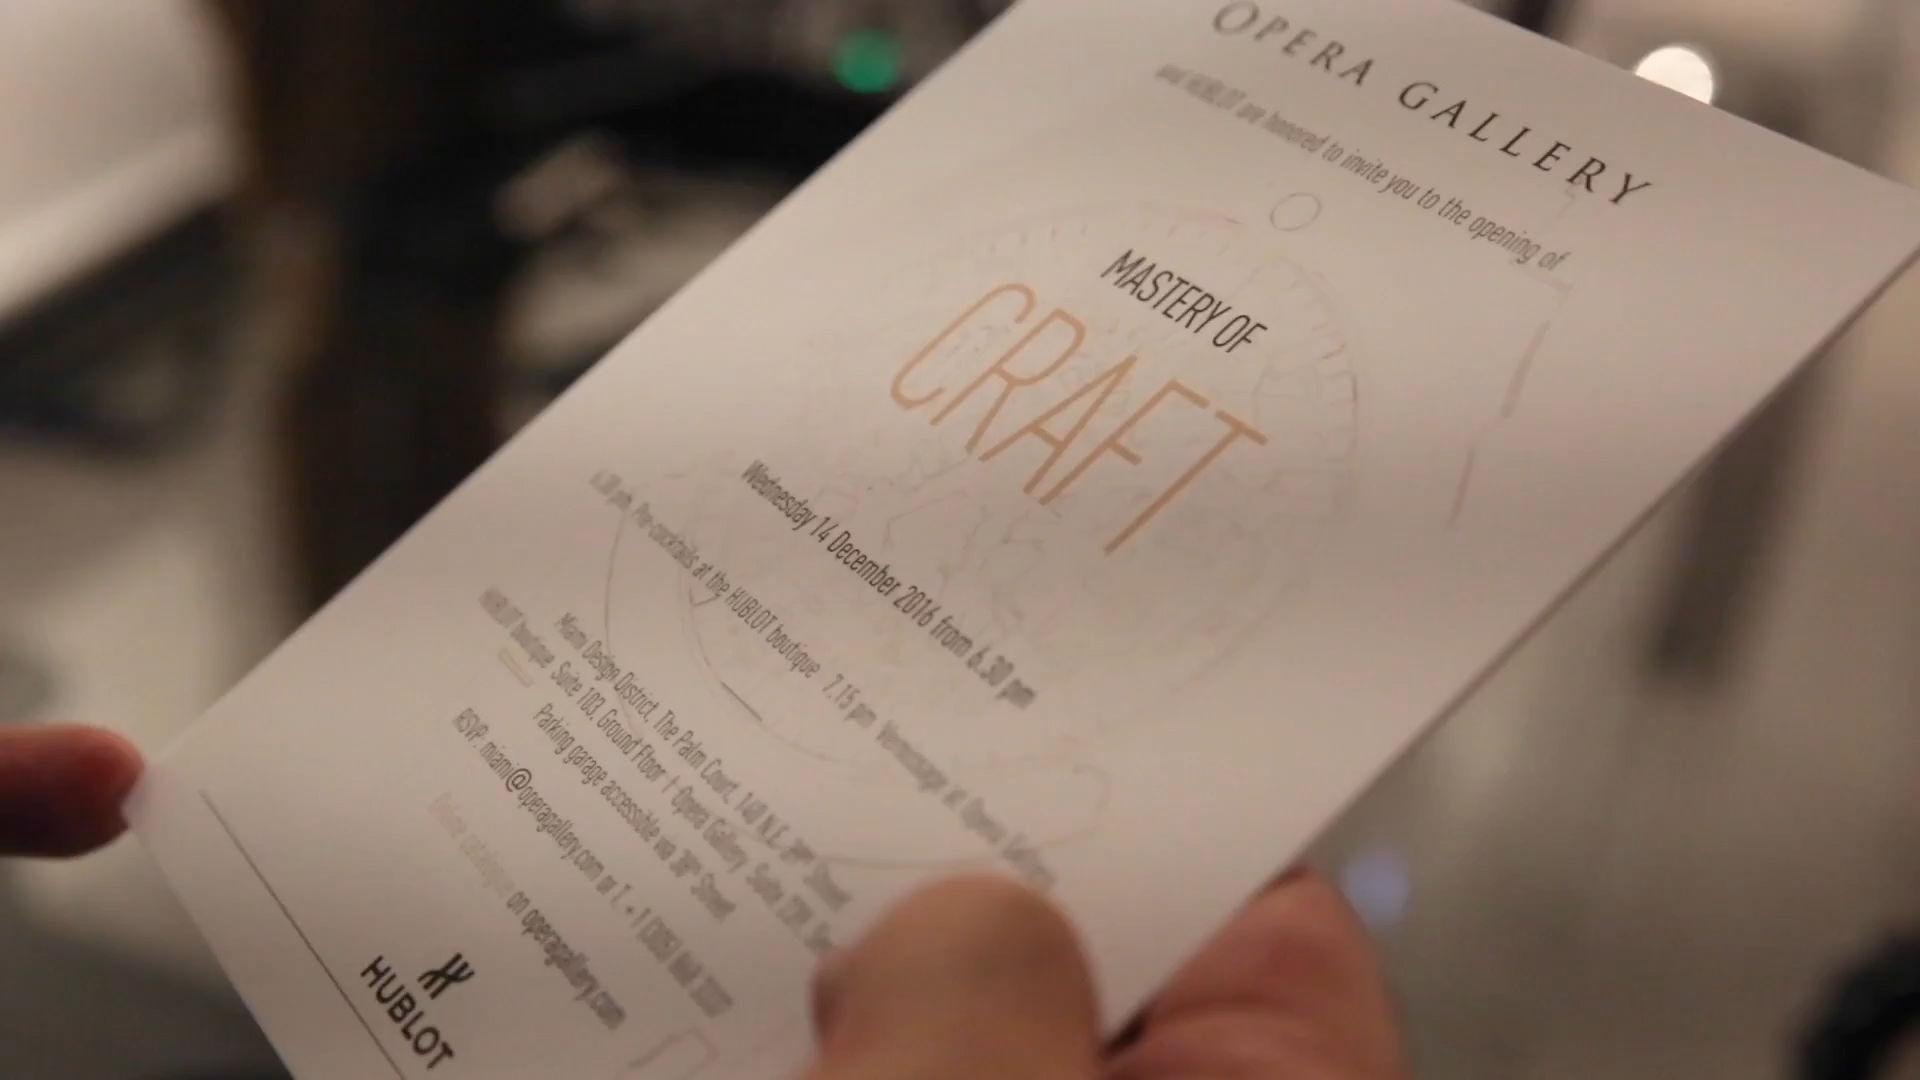 OPERA GALLERY
and HUBLOT are honored to invite you to the opening of
MASTERY OF
CRAFT
Wednesday 14 December 2016 from 6.30 pm
6.30 pm Pre-cocktails at the HUBLOT boutique 7.15 pm Vernissage at Opera Gallery
Miami Design District, The Palm Court, 140 N.E. 39th Street
HUBLOT boutique, Suite 103, Ground Floor | Opera Gallery, Suite
Parking garage accessible via 38th Street
RSVP: miami@operagallery.com or T. + 1 (305)
Online catalogue on operagallery.com
HUBLOT